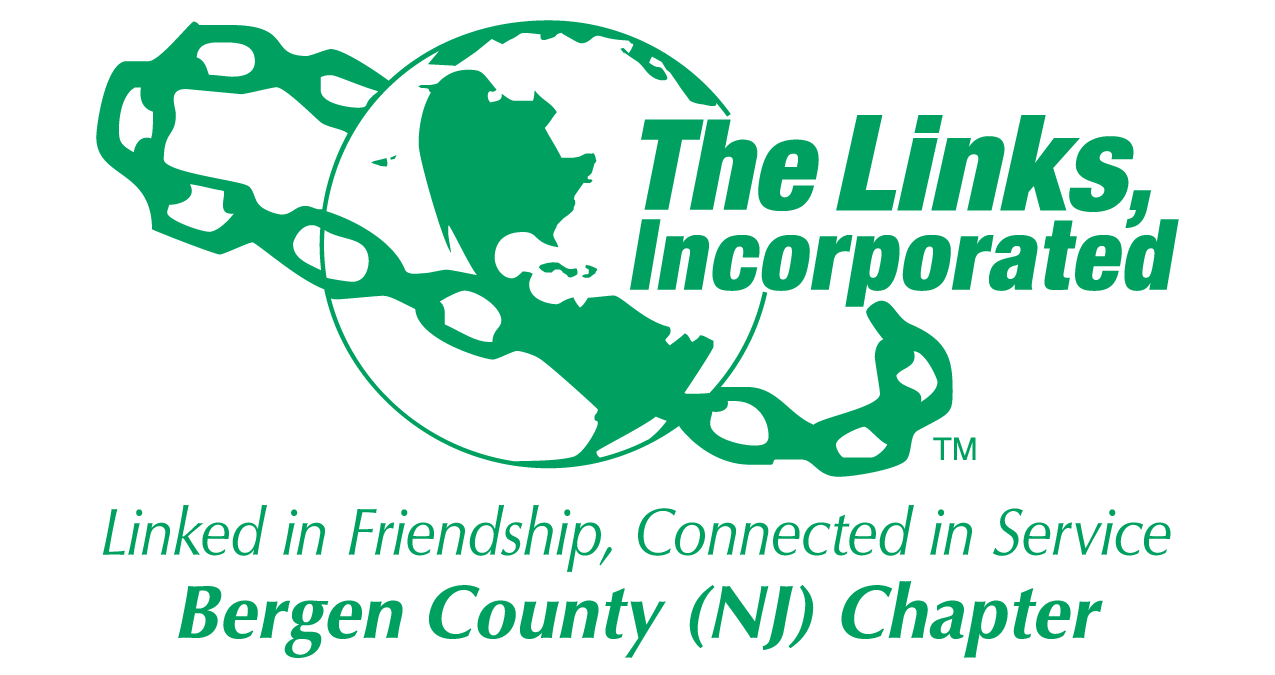 The Links,
Incorporated
TM
Linked in Friendship, Connected in Service
Bergen County (NJ) Chapter